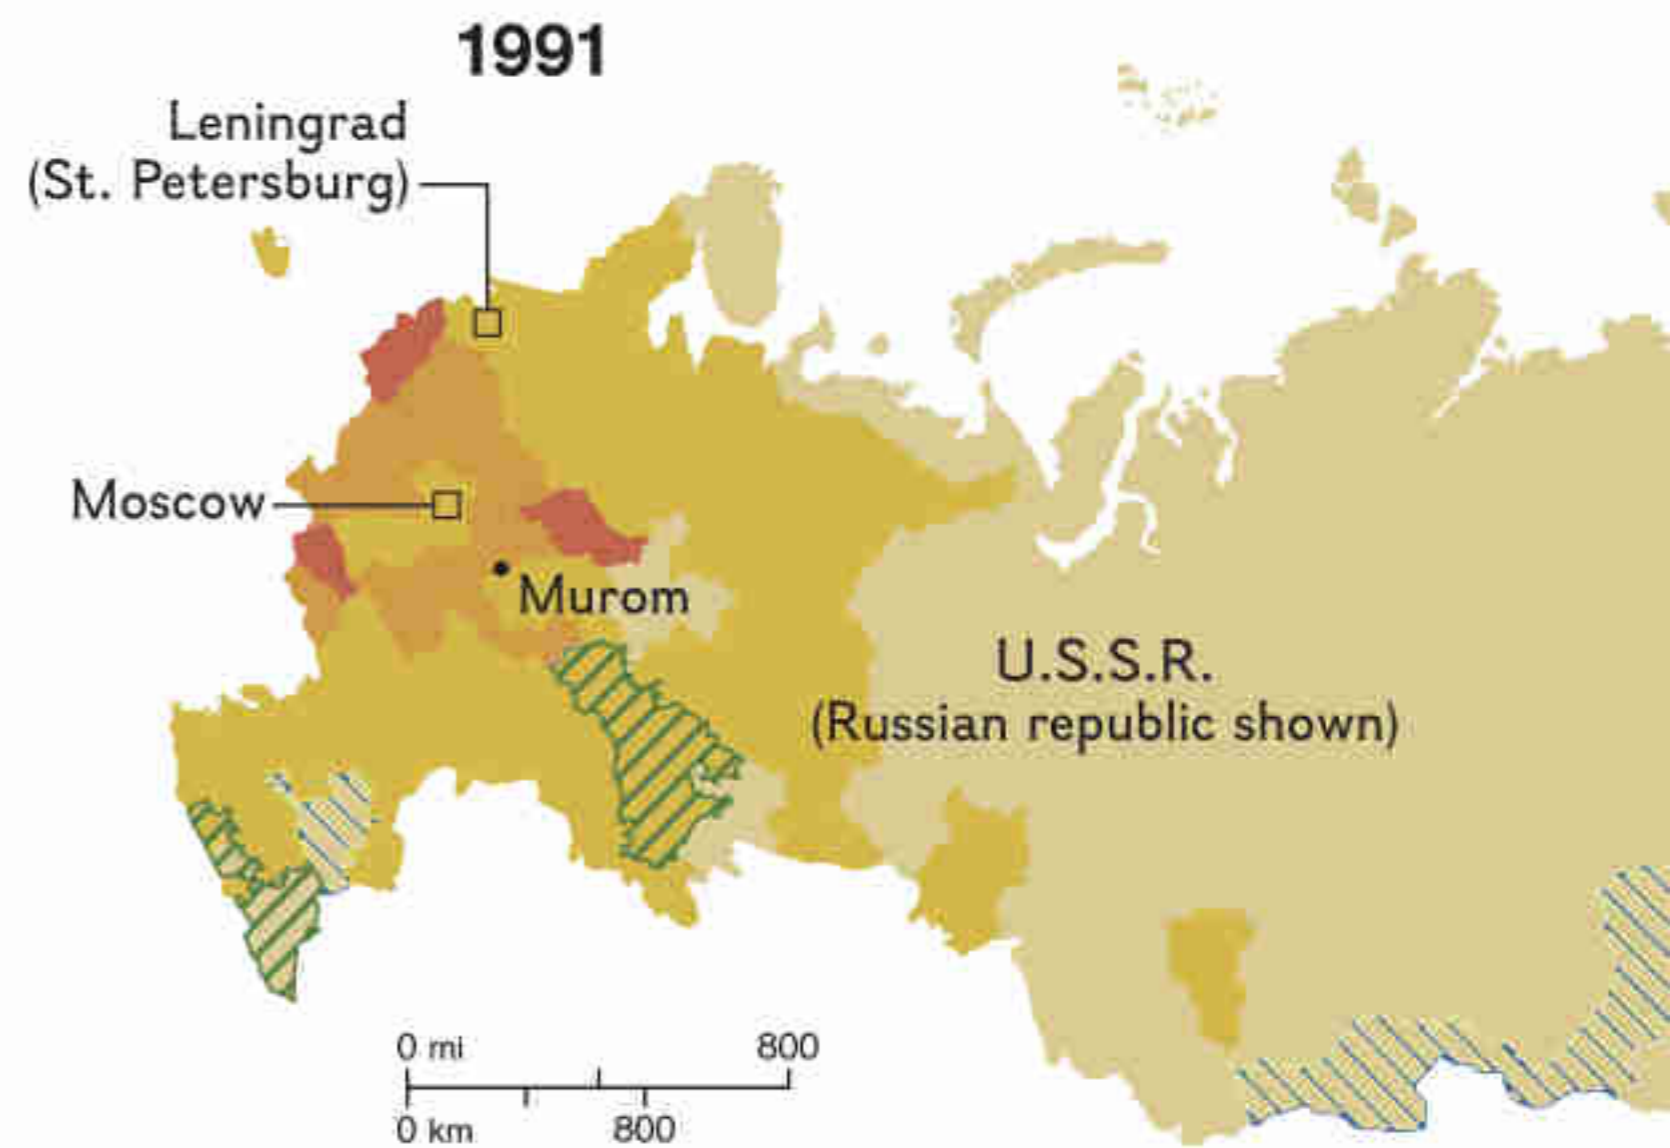 1991
Leningrad
(St. Petersburg)
Moscow
Murom
U.S.S.R.
(Russian republic shown)
0 mi 800
0 km 800